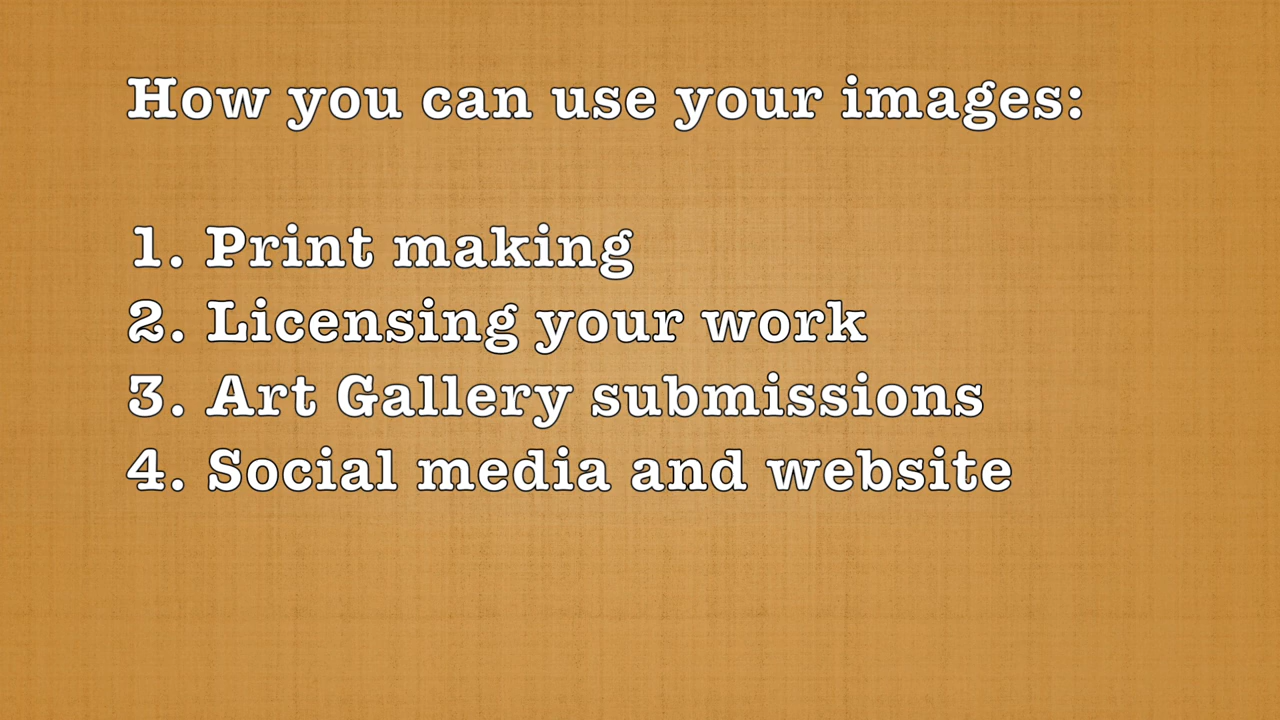 How you can use your images:
1. Print making
2. Licensing your work
3. Art Gallery submissions
4. Social media and website